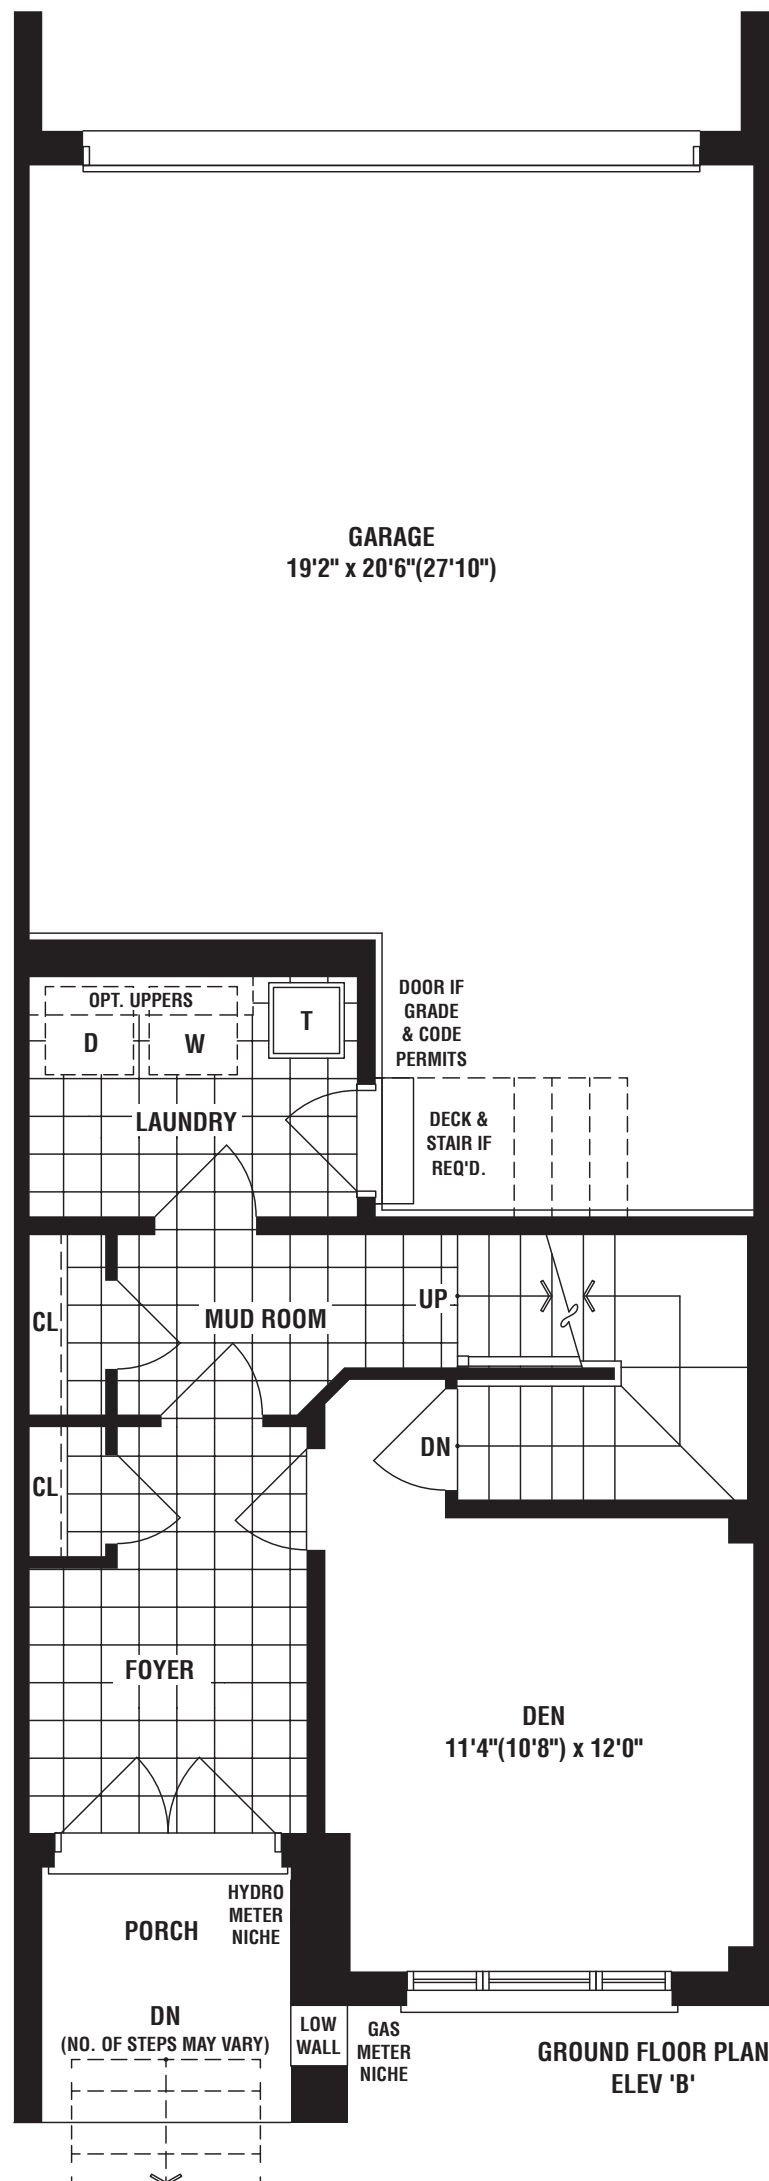 GARAGE
19'2" x 20'6"(27'10")
OPT. UPPERS
D
W
T
DOOR IF
GRADE
& CODE
PERMITS
LAUNDRY
DECK &
STAIR IF
REQ'D.
CL
MUD ROOM
UP
DN
CL
FOYER
DEN
11'4"(10'8") x 12'0"
HYDRO
METER
NICHE
PORCH
DN
(NO. OF STEPS MAY VARY)
LOW
WALL
GAS
METER
NICHE
GROUND FLOOR PLAN
ELEV 'B'